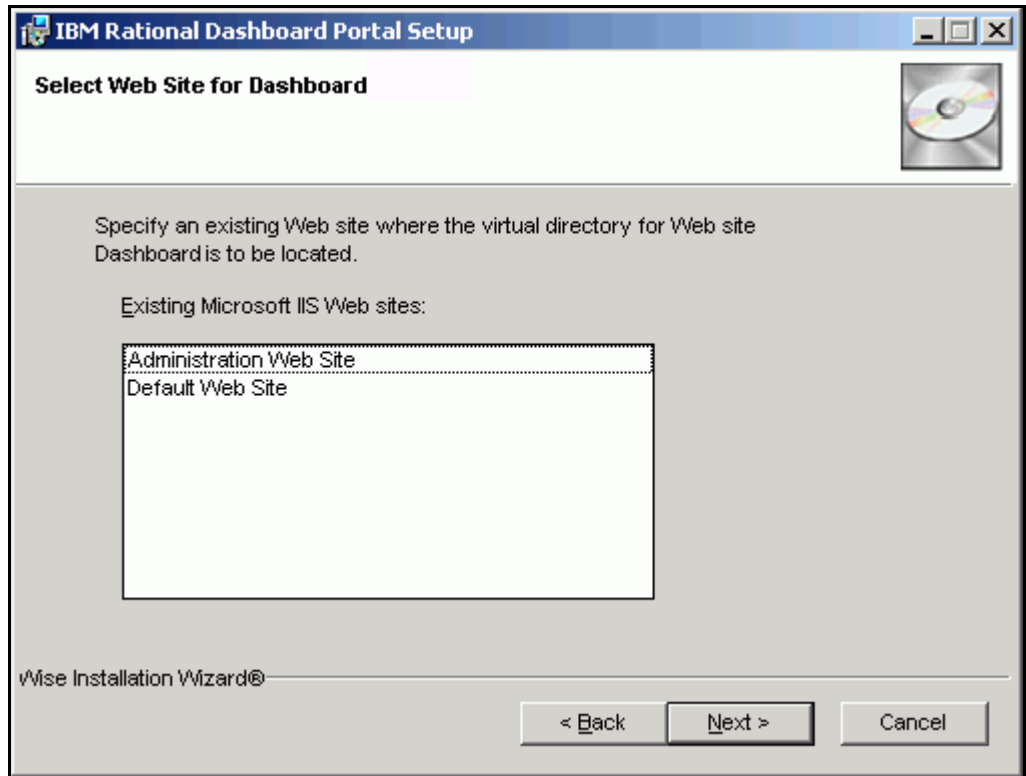 IBM Rational Dashboard Portal Setup
Select Web Site for Dashboard
Specify an existing Web site where the virtual directory for Web site
Dashboard is to be located.
Existing Microsoft IIS Web sites:
Administration Web Site
Default Web Site
Wise Installation Wizard®
< Back Next > Cancel